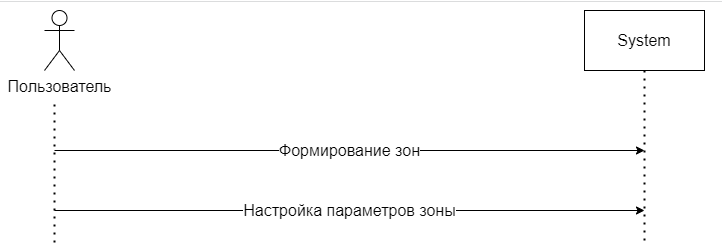 Пользователь
System
Формирование зон
Настройка параметров зоны